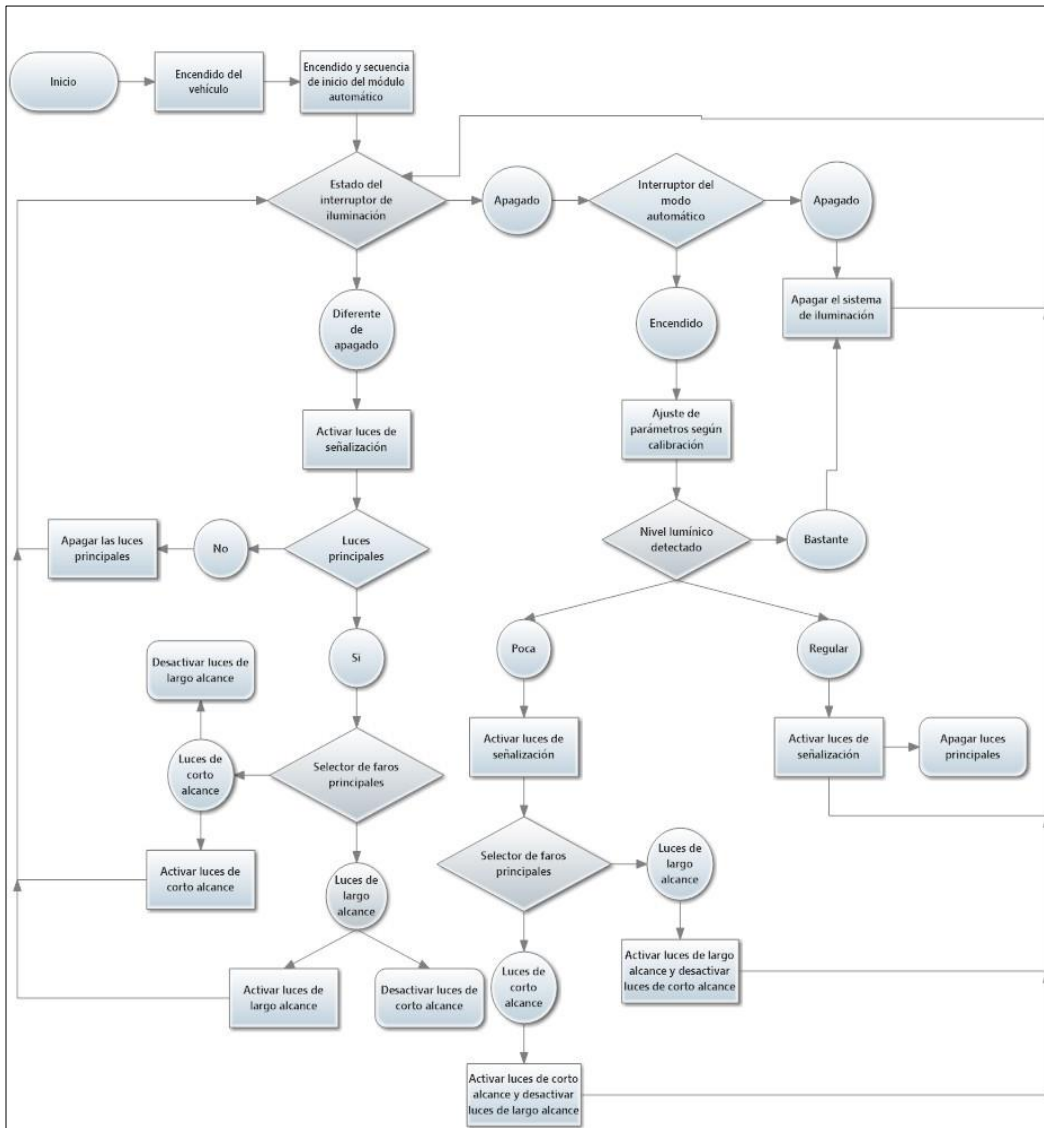 Inicio
Encendido del
vehículo
Encendido y secuencia
de inicio del módulo
automático
Estado del
interruptor de
iluminación
Apagado
Interruptor del
modo
automático
Apagado
Diferente
de
apagado
Encendido
Apagar el sistema
de iluminación
Activar luces de
señalización
Ajuste de
parámetros según
calibración
Apagar las luces
principales
No
Luces
principales
Nivel lumínico
detectado
Bastante
Si
Poca
Regular
Desactivar luces de
largo alcance
Activar luces de
señalización
Activar luces de
señalización
Apagar luces
principales
Luces de
corto
alcance
Selector de faros
principales
Activar luces de
corto alcance
Luces de
largo
alcance
Selector de faros
principales
Luces de
largo
alcance
Activar luces de
largo alcance
Desactivar luces de
corto alcance
Luces de
corto
alcance
Activar luces de largo
alcance y desactivar
luces de corto alcance
Activar luces de corto
alcance y desactivar
luces de largo alcance